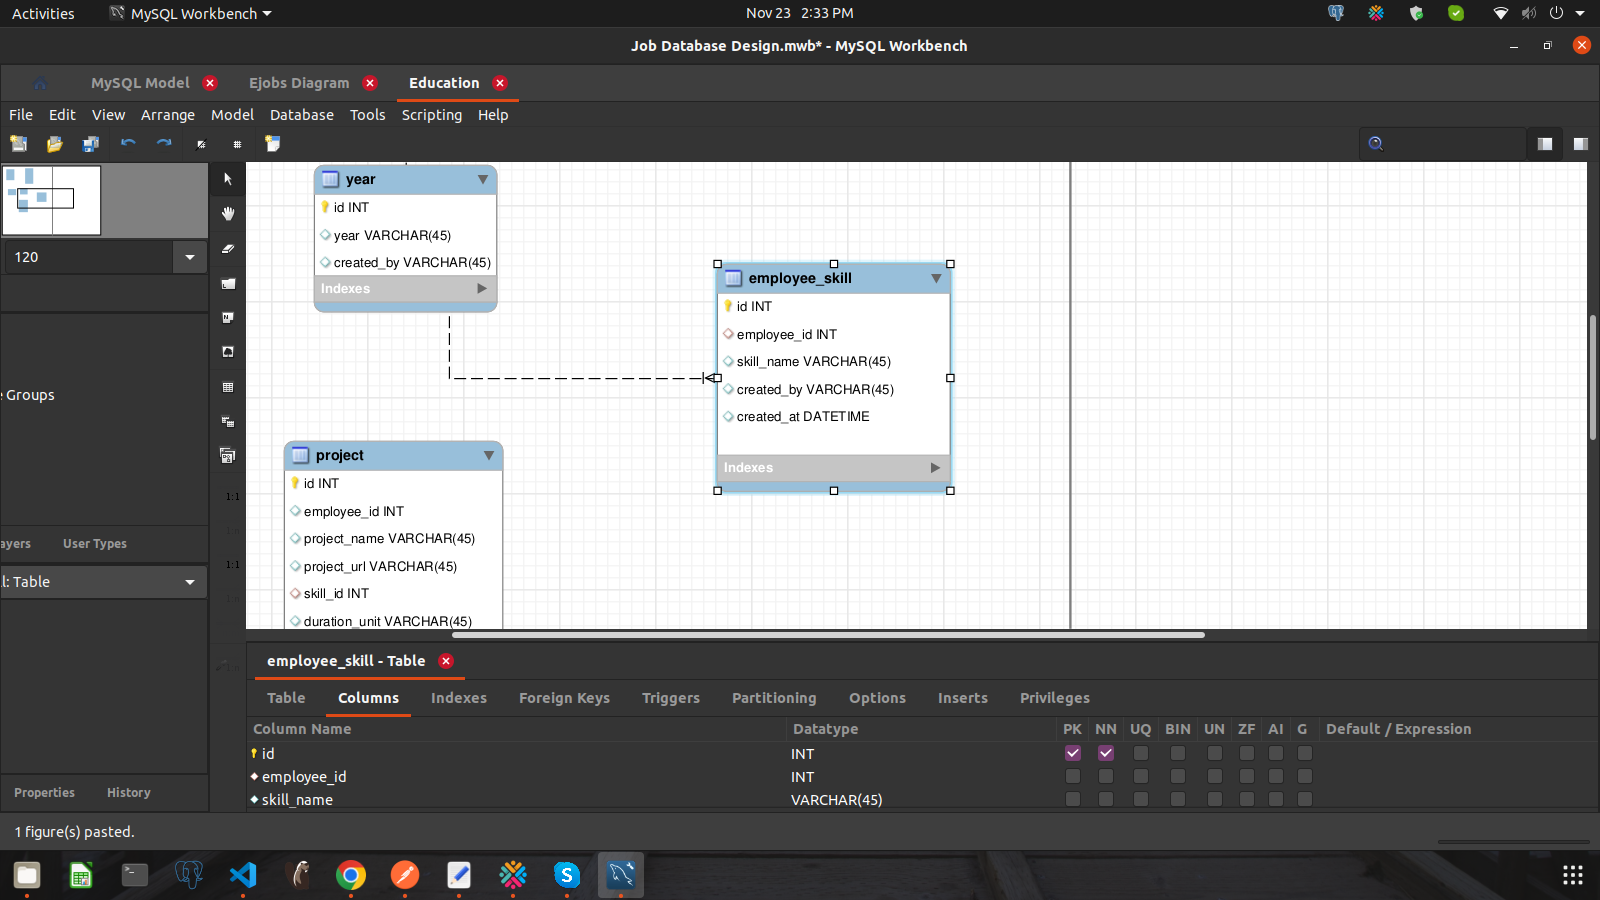 Activities MySQL Workbench Nov 23 2:33 PM
Job Database Design.mwb* - MySQL Workbench
MySQL Model Ejobs Diagram Education
File Edit View Arrange Model Database Tools Scripting Help
120
Groups
ayers User Types
l: Table
Properties History
1:1
1:1
year
id INT
year VARCHAR(45)
created_by VARCHAR(45)
Indexes
employee_skill
id INT
employee_id INT
skill_name VARCHAR(45)
created_by VARCHAR(45)
created_at DATETIME
Indexes
project
id INT
employee_id INT
project_name VARCHAR(45)
project_url VARCHAR(45)
skill_id INT
duration_unit VARCHAR(45)
employee_skill - Table
Table Columns Indexes Foreign Keys Triggers Partitioning Options Inserts Privileges
Column Name Datatype PK NN UQ BIN UN ZF AI G Default / Expression
id INT
employee_id INT
skill_name VARCHAR(45)
1 figure(s) pasted.